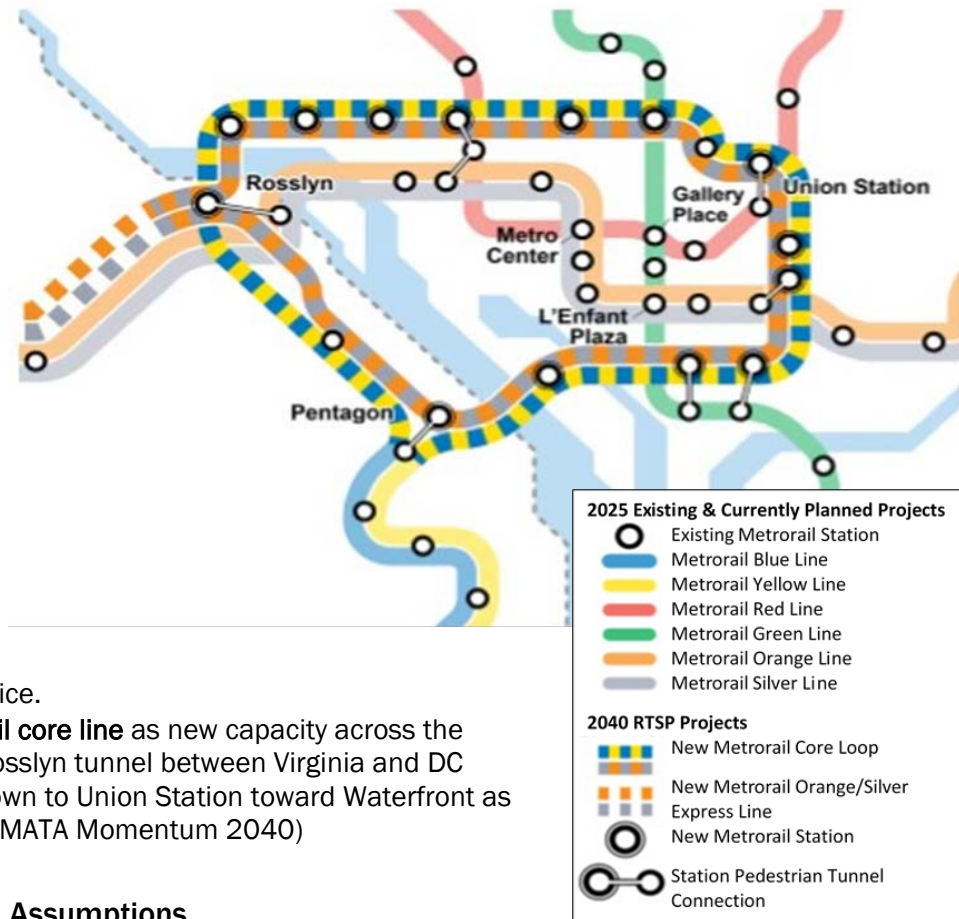 Rosslyn
Union Station
Gallery
Place
Metro
Center
L'Enfant
Plaza
Pentagon
2025 Existing & Currently Planned Projects
Existing Metrorail Station
Metrorail Blue Line
Metrorail Yellow Line
Metrorail Red Line
Metrorail Green Line
Metrorail Orange Line
Metrorail Silver Line
2040 RTSP Projects
New Metrorail Core Loop
New Metrorail Orange/Silver
Express Line
New Metrorail Station
Station Pedestrian Tunnel
Connection
ice.
il core line as new capacity across the
osslyn tunnel between Virginia and DC
own to Union Station toward Waterfront as
MATA Momentum 2040)
Assumptions